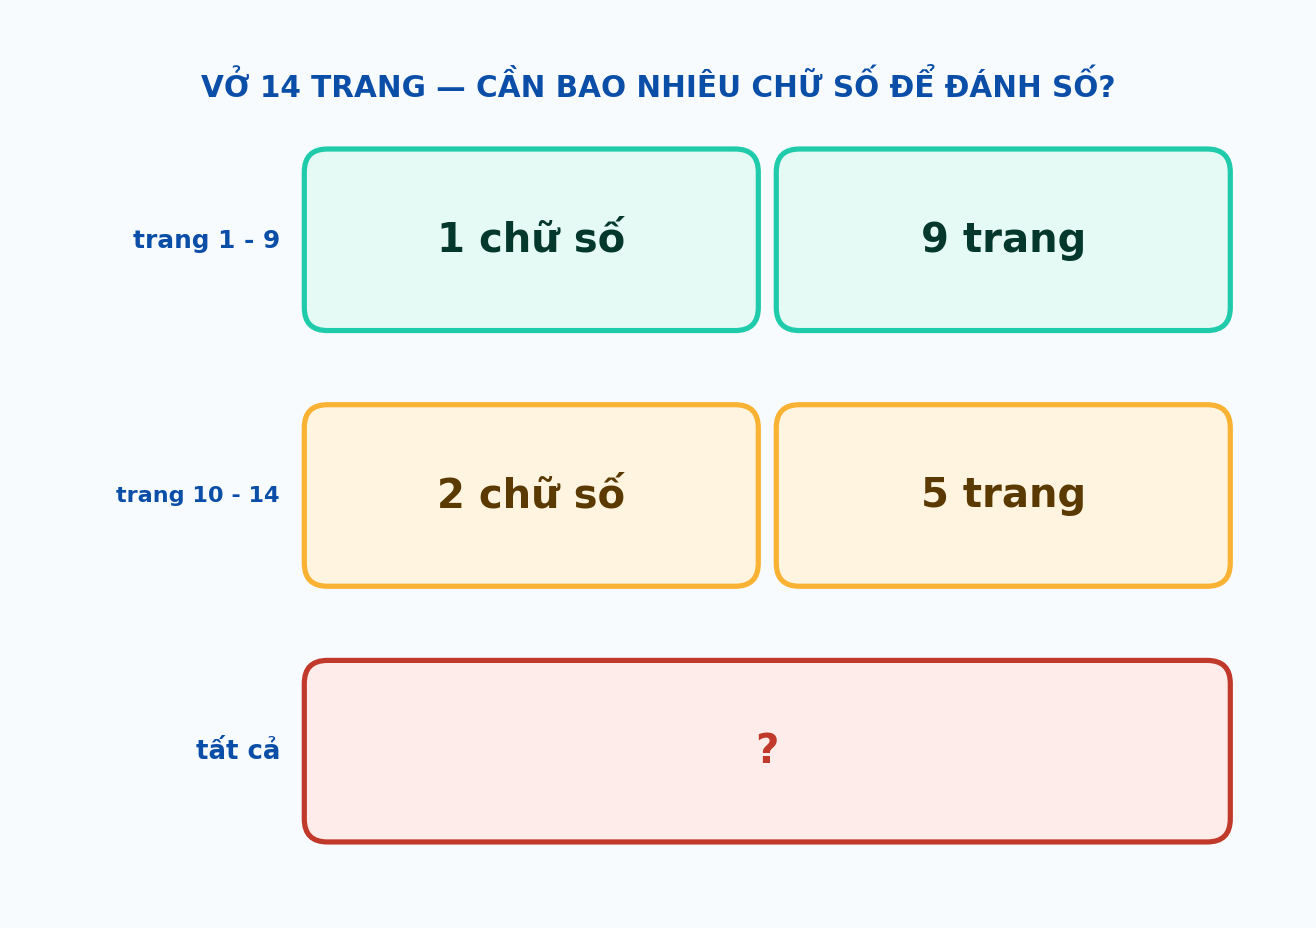 VỞ 14 TRANG — CẦN BAO NHIÊU CHỮ SỐ ĐỂ ĐÁNH SỐ?
trang 1 - 9
1 chữ số
9 trang
trang 10 - 14
2 chữ số
5 trang
tất cả
?